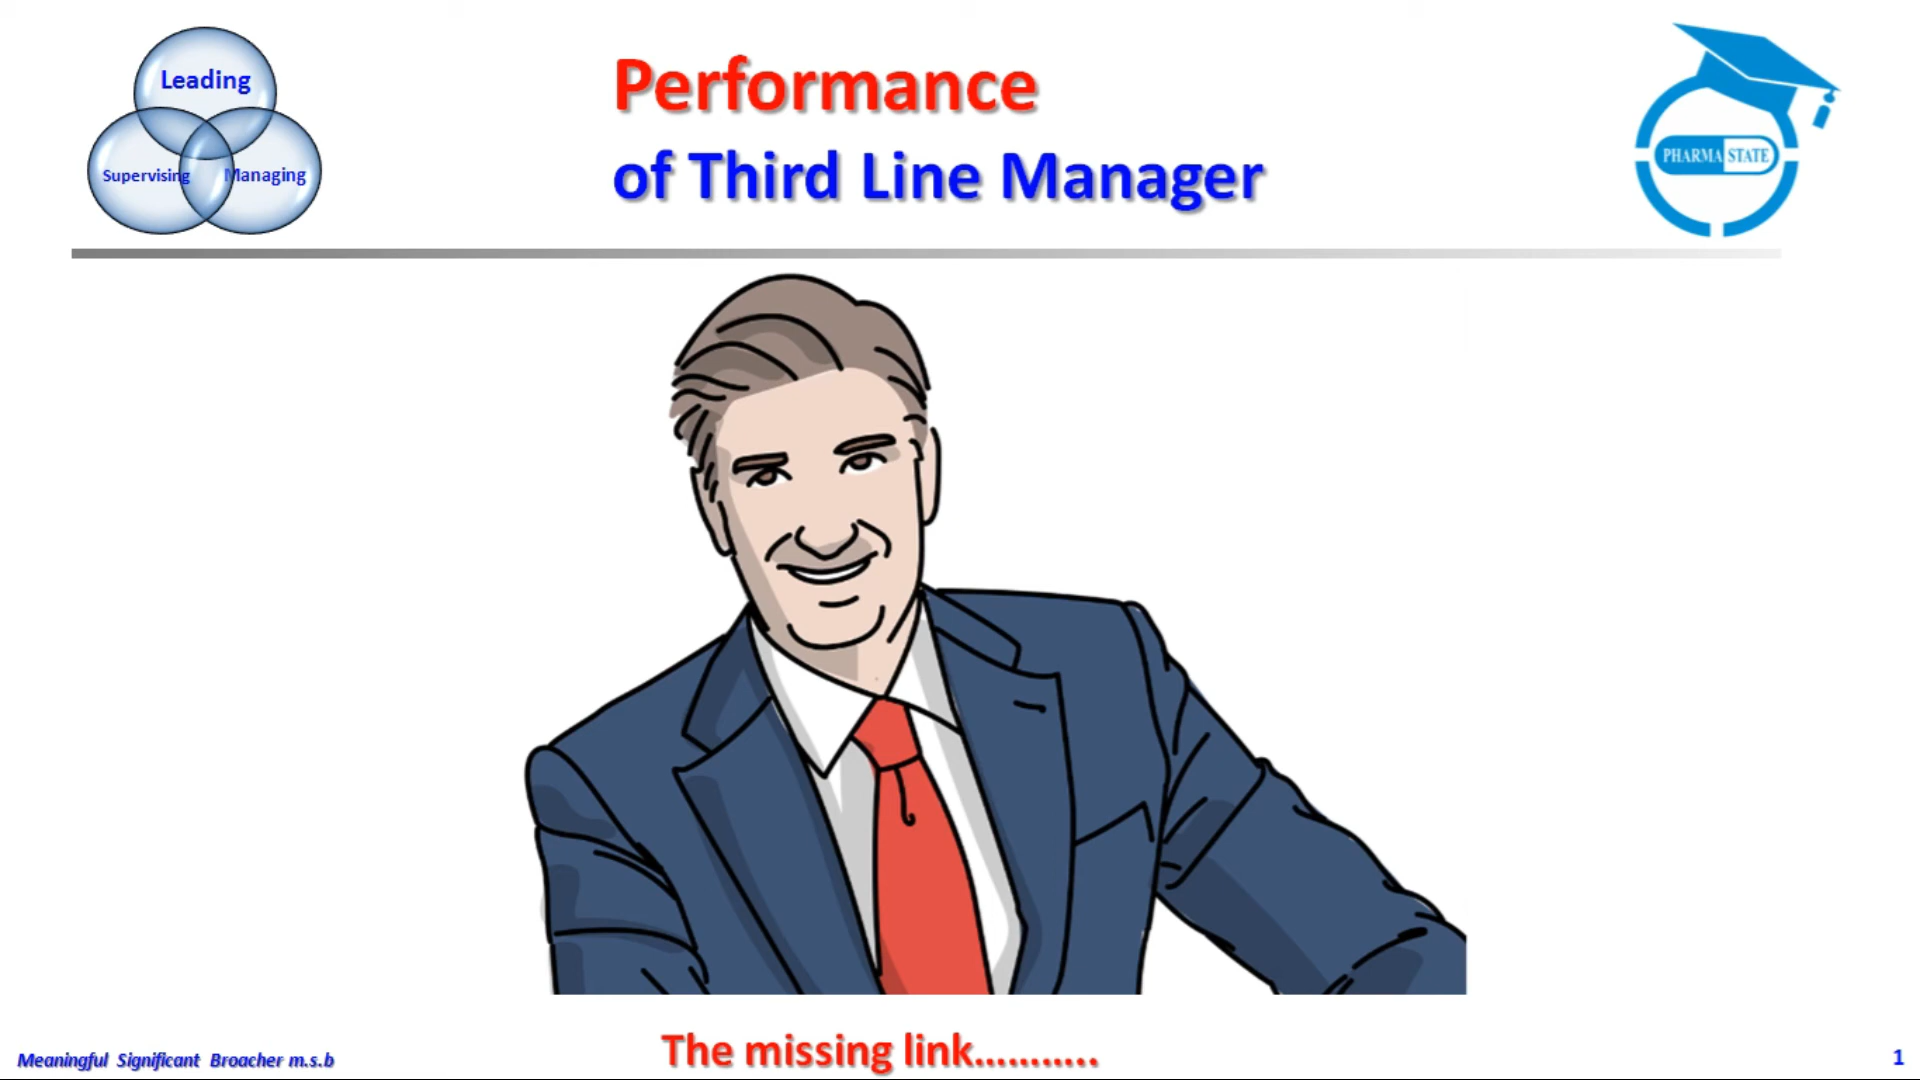 Leading
Supervising
Managing
Performance
of Third Line Manager
PHARMA STATE
The missing link...........
Meaningful Significant Broacher m.s.b
1